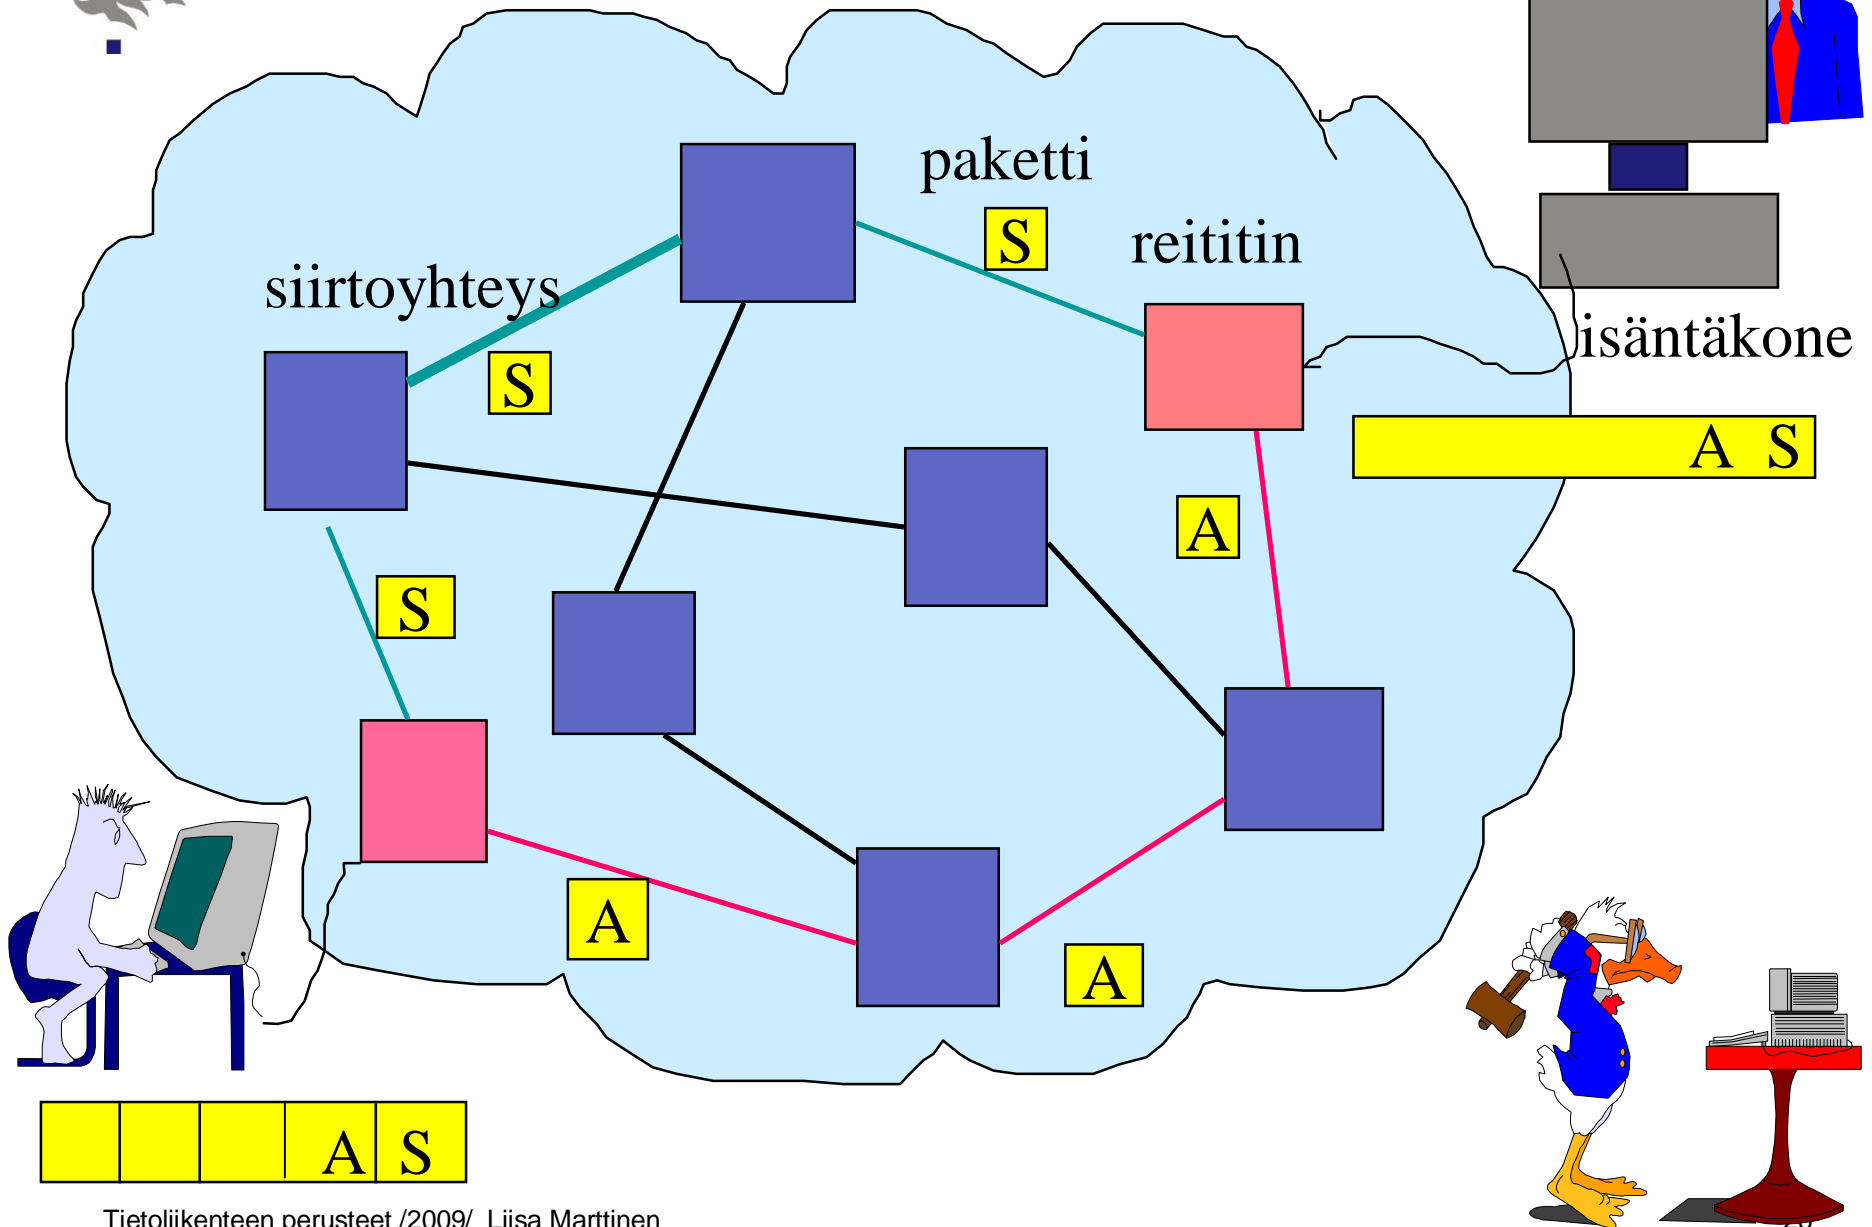 paketti
S
reititin
siirtoyhteys
isäntäkone
S
A S
A
S
A
A
A S
Tietoliikenteen perusteet /2009/ Liisa Marttinen